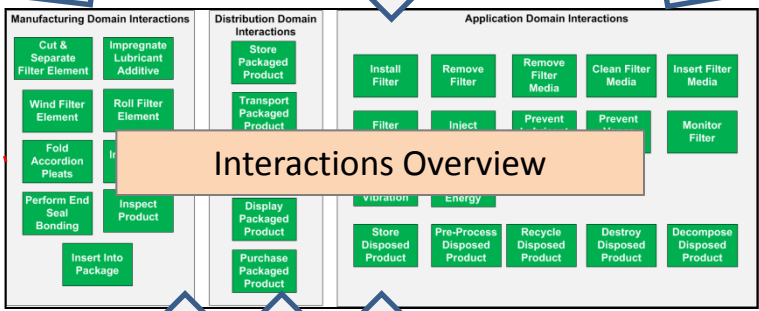 Manufacturing Domain Interactions
Cut &
Separate
Filter Element
Impregnate
Lubricant
Additive
Wind Filter
Element
Roll Filter
Element
Fold
Accordion
Pleats
Perform End
Seal
Bonding
Inspect
Product
Insert Into
Package
Distribution Domain
Interactions
Store
Packaged
Product
Transport
Packaged
Product
Display
Packaged
Product
Purchase
Packaged
Product
Application Domain Interactions
Install
Filter
Remove
Filter
Remove
Filter
Media
Clean Filter
Media
Insert Filter
Media
Filter
Inject
Prevent
Prevent
Monitor
Filter
Vibration
Energy
Store
Disposed
Product
Pre-Process
Disposed
Product
Recycle
Disposed
Product
Destroy
Disposed
Product
Decompose
Disposed
Product
Interactions Overview